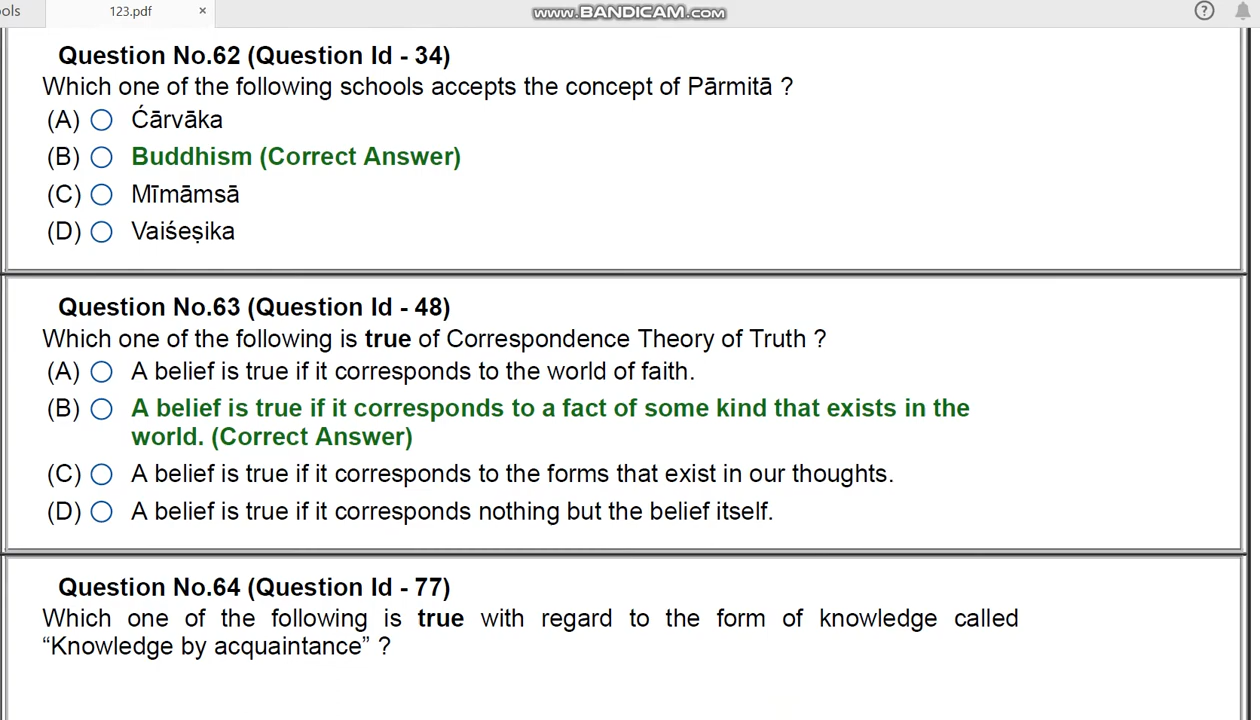 ools
123.pdf
×
www.BANDICAM.com
?
Question No.62 (Question Id - 34)
Which one of the following schools accepts the concept of Pārmitā ?
(A) Ćārvāka
(B) Buddhism (Correct Answer)
(C) Mīmāmsā
(D) Vaiśeṣika
Question No.63 (Question Id - 48)
Which one of the following is true of Correspondence Theory of Truth ?
(A) A belief is true if it corresponds to the world of faith.
(B) A belief is true if it corresponds to a fact of some kind that exists in the
world. (Correct Answer)
(C) A belief is true if it corresponds to the forms that exist in our thoughts.
(D) A belief is true if it corresponds nothing but the belief itself.
Question No.64 (Question Id - 77)
Which one of the following is true with regard to the form of knowledge called
“Knowledge by acquaintance” ?